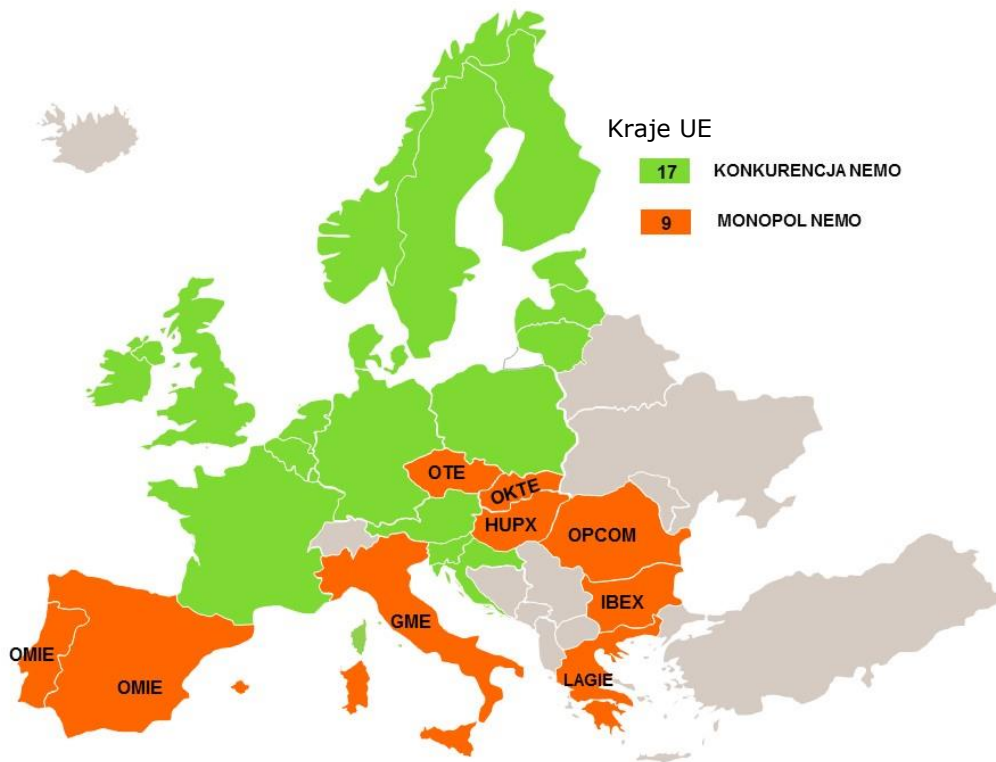 Kraje UE
17 KONKURENCJA NEMO
9 MONOPOL NEMO
OTE
OKTE
HUPX
OPCOM
IBEX
GME
OMIE
OMIE
LAGIE